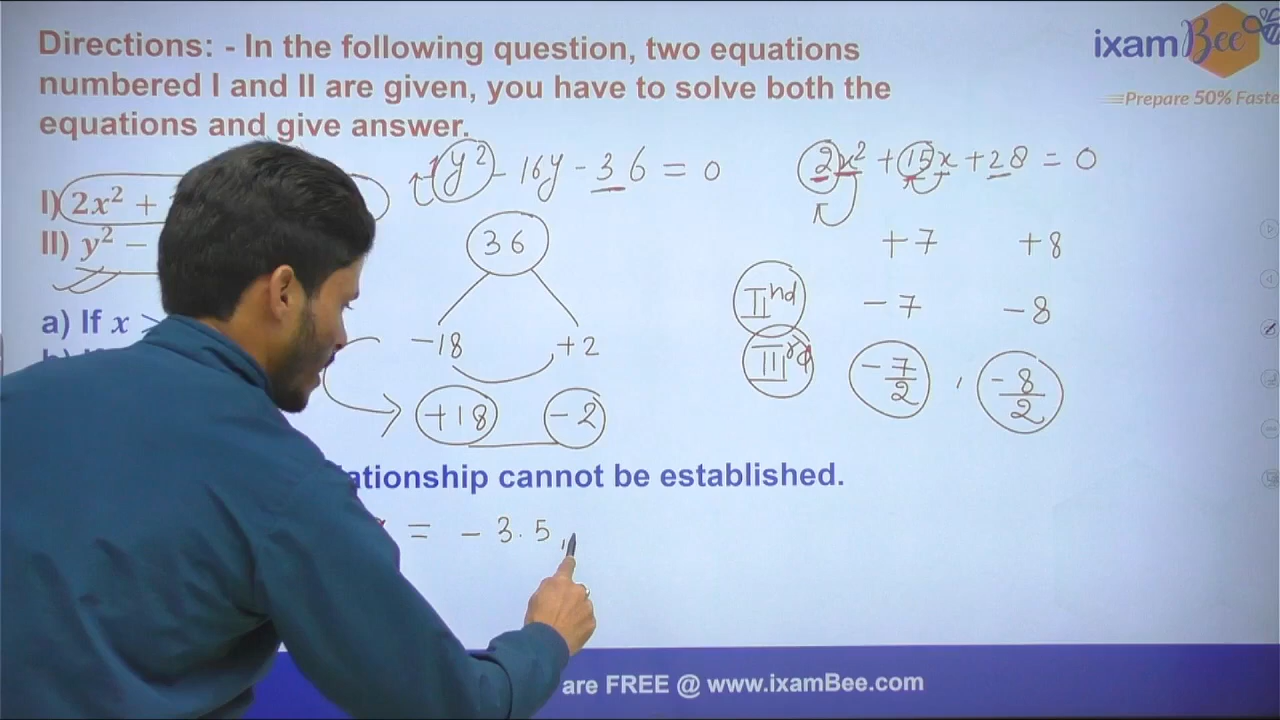 Directions: - In the following question, two equations
numbered I and II are given, you have to solve both the
equations and give answer.
ixamBee
Prepare 50% Faste
y² - 16y - 36 = 0
2x² + 15x + 28 = 0
I) 2x² +
II) y² −
36
+7 +8
IInd
-7 -8
a) If x >
-18 +2
IIIrd
-7/2 , -8/2
+18 -2
ationship cannot be established.
= -3.5,
are FREE @ www.ixamBee.com